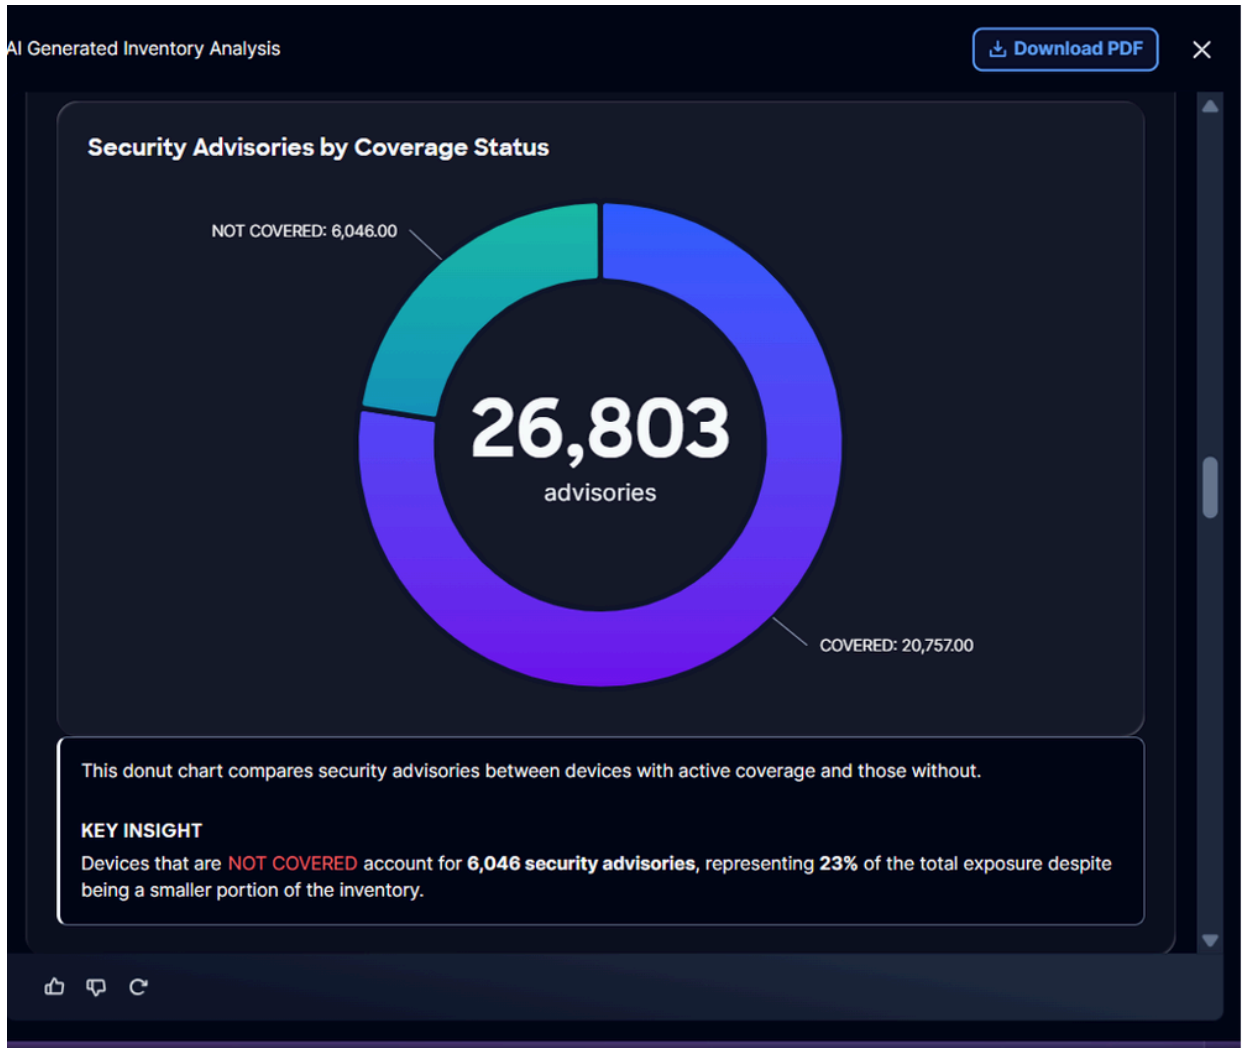 AI Generated Inventory Analysis
Download PDF
Security Advisories by Coverage Status
NOT COVERED: 6,046.00
26,803
advisories
COVERED: 20,757.00
This donut chart compares security advisories between devices with active coverage and those without.
KEY INSIGHT
Devices that are NOT COVERED account for 6,046 security advisories, representing 23% of the total exposure despite
being a smaller portion of the inventory.